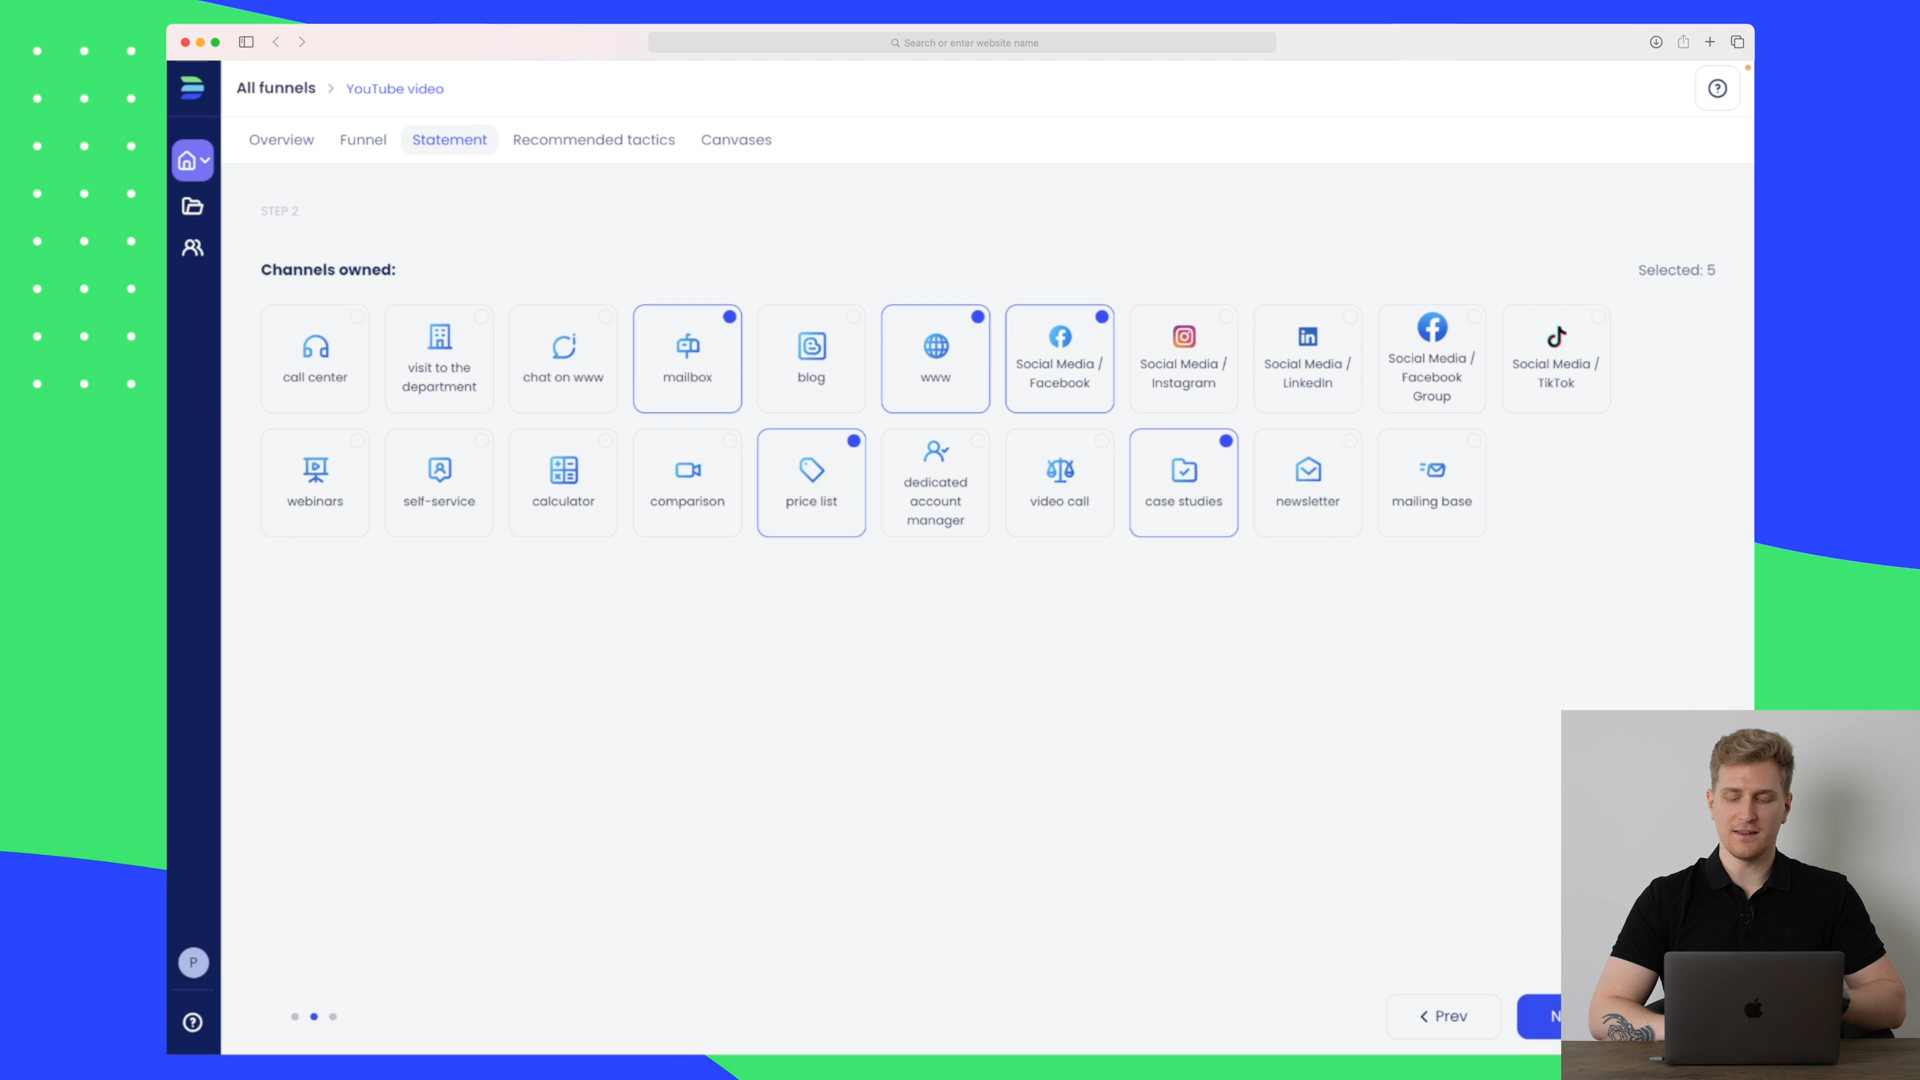 Search or enter website name
All funnels > YouTube video
Overview Funnel Statement Recommended tactics Canvases
STEP 2
Channels owned:
Selected: 5
call center
visit to the
department
chat on www
mailbox
blog
www
Social Media /
Facebook
Social Media /
Instagram
Social Media /
LinkedIn
Social Media /
Facebook
Group
Social Media /
TikTok
webinars
self-service
calculator
comparison
price list
dedicated
account
manager
video call
case studies
newsletter
mailing base
P
Prev
N